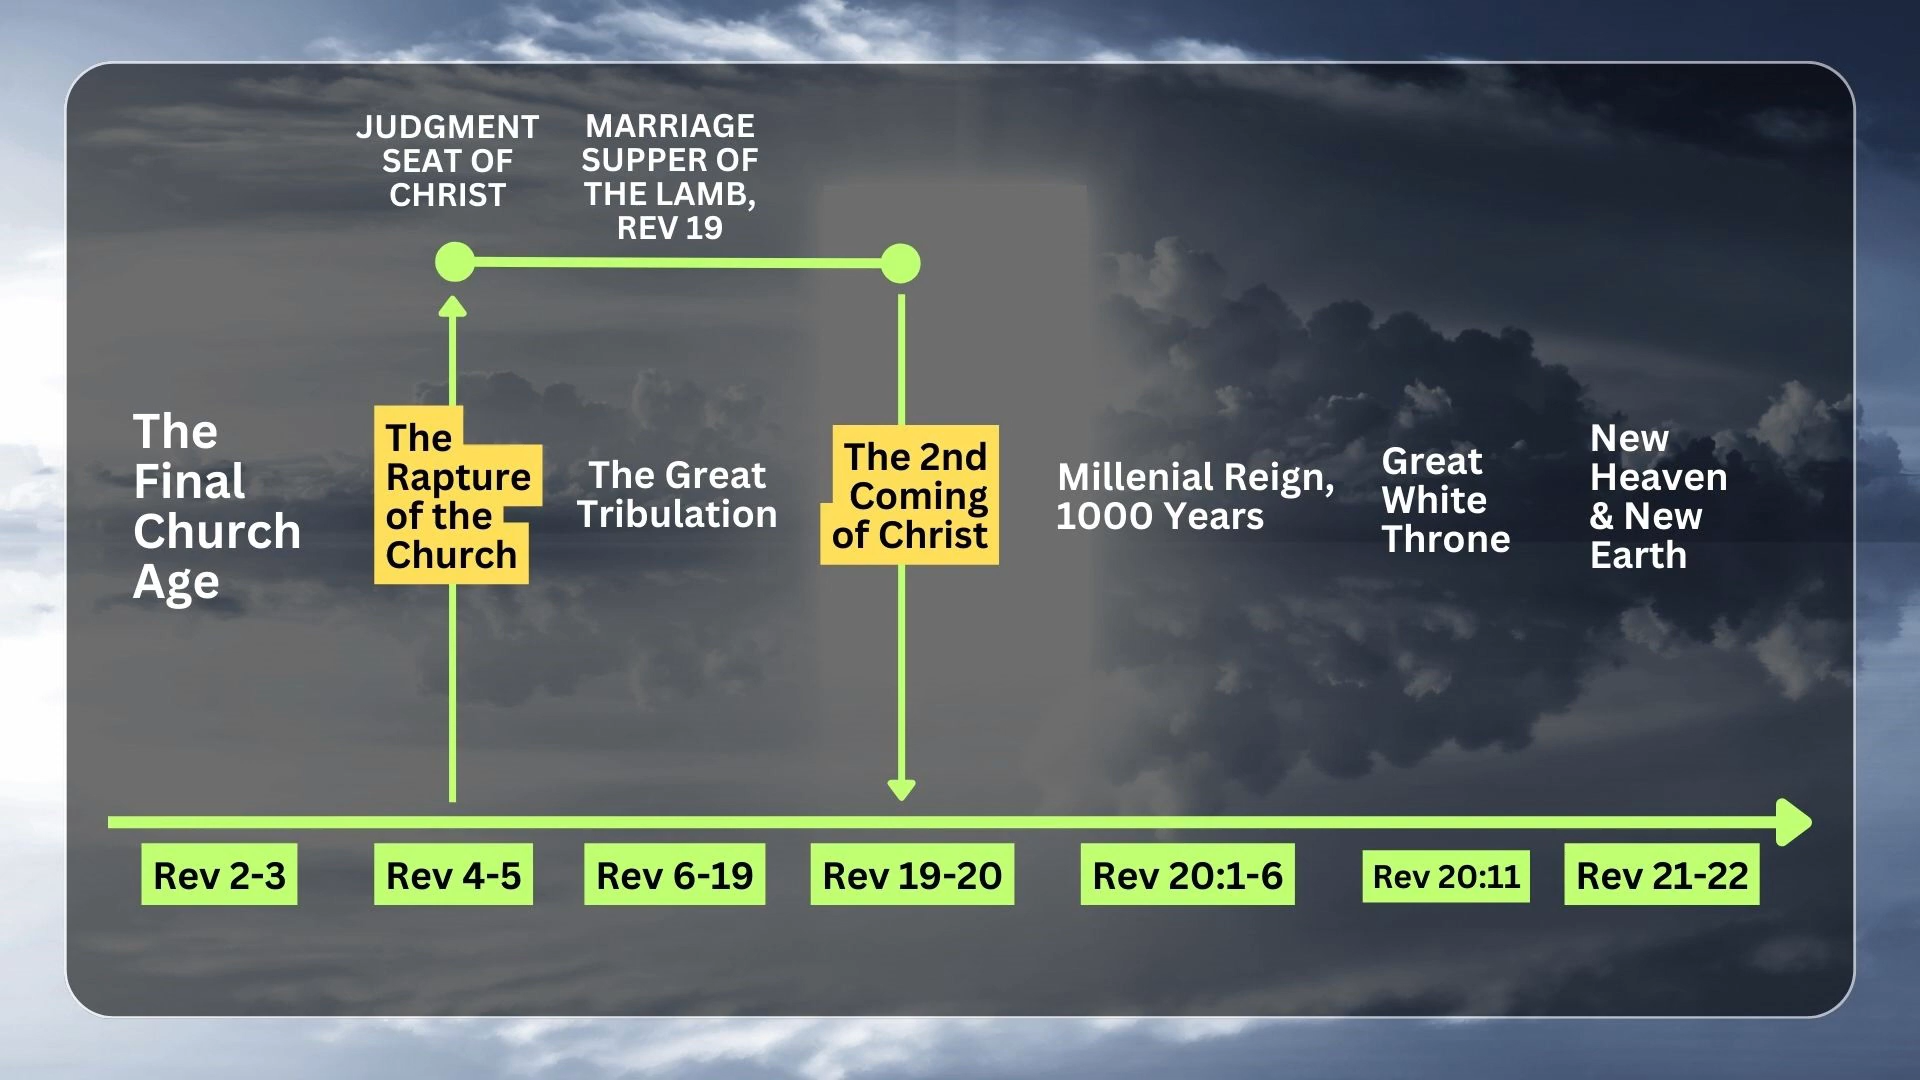 JUDGMENT
SEAT OF
CHRIST
MARRIAGE
SUPPER OF
THE LAMB,
REV 19
The
Final
Church
Age
The
Rapture
of the
Church
The Great
Tribulation
The 2nd
Coming
of Christ
Millenial Reign,
1000 Years
Great
White
Throne
New
Heaven
& New
Earth
Rev 2-3
Rev 4-5
Rev 6-19
Rev 19-20
Rev 20:1-6
Rev 20:11
Rev 21-22